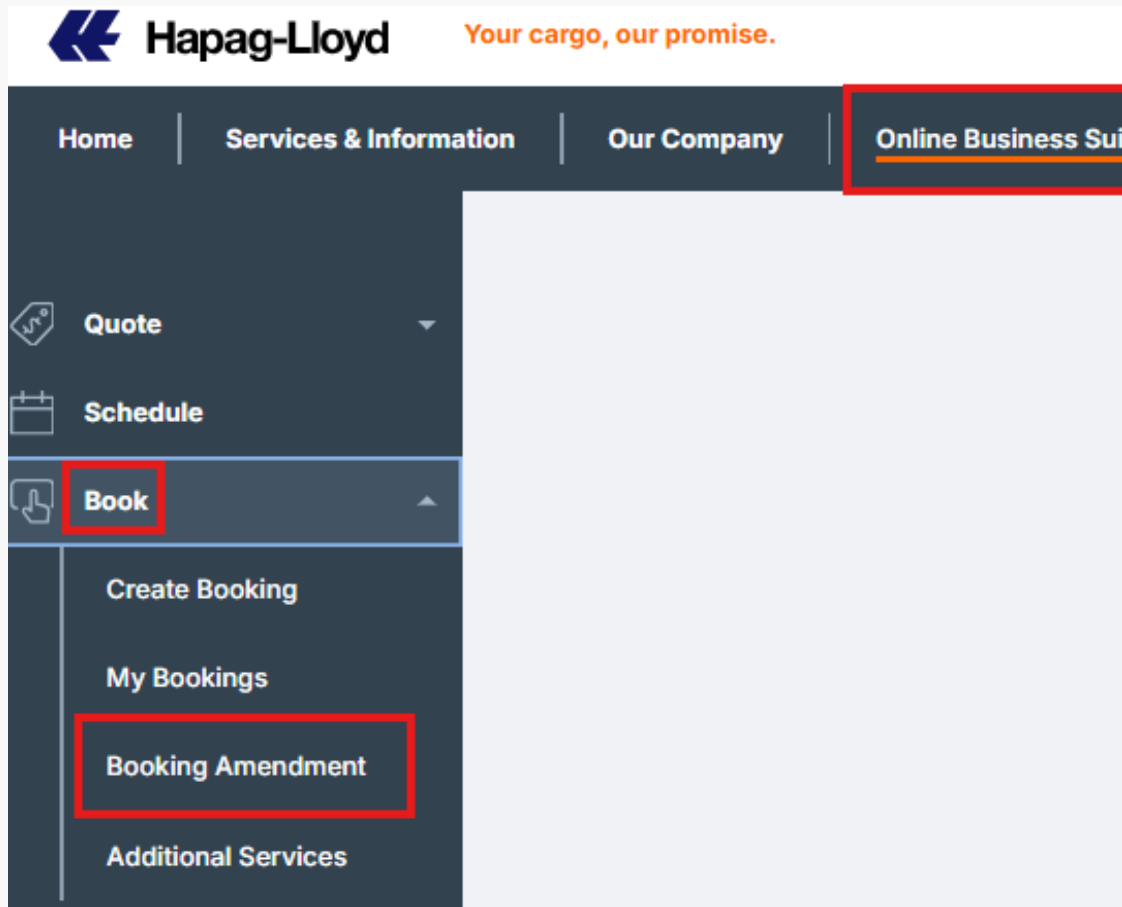 Hapag-Lloyd Your cargo, our promise.
Home Services & Information Our Company Online Business Sui
Quote
Schedule
Book
Create Booking
My Bookings
Booking Amendment
Additional Services